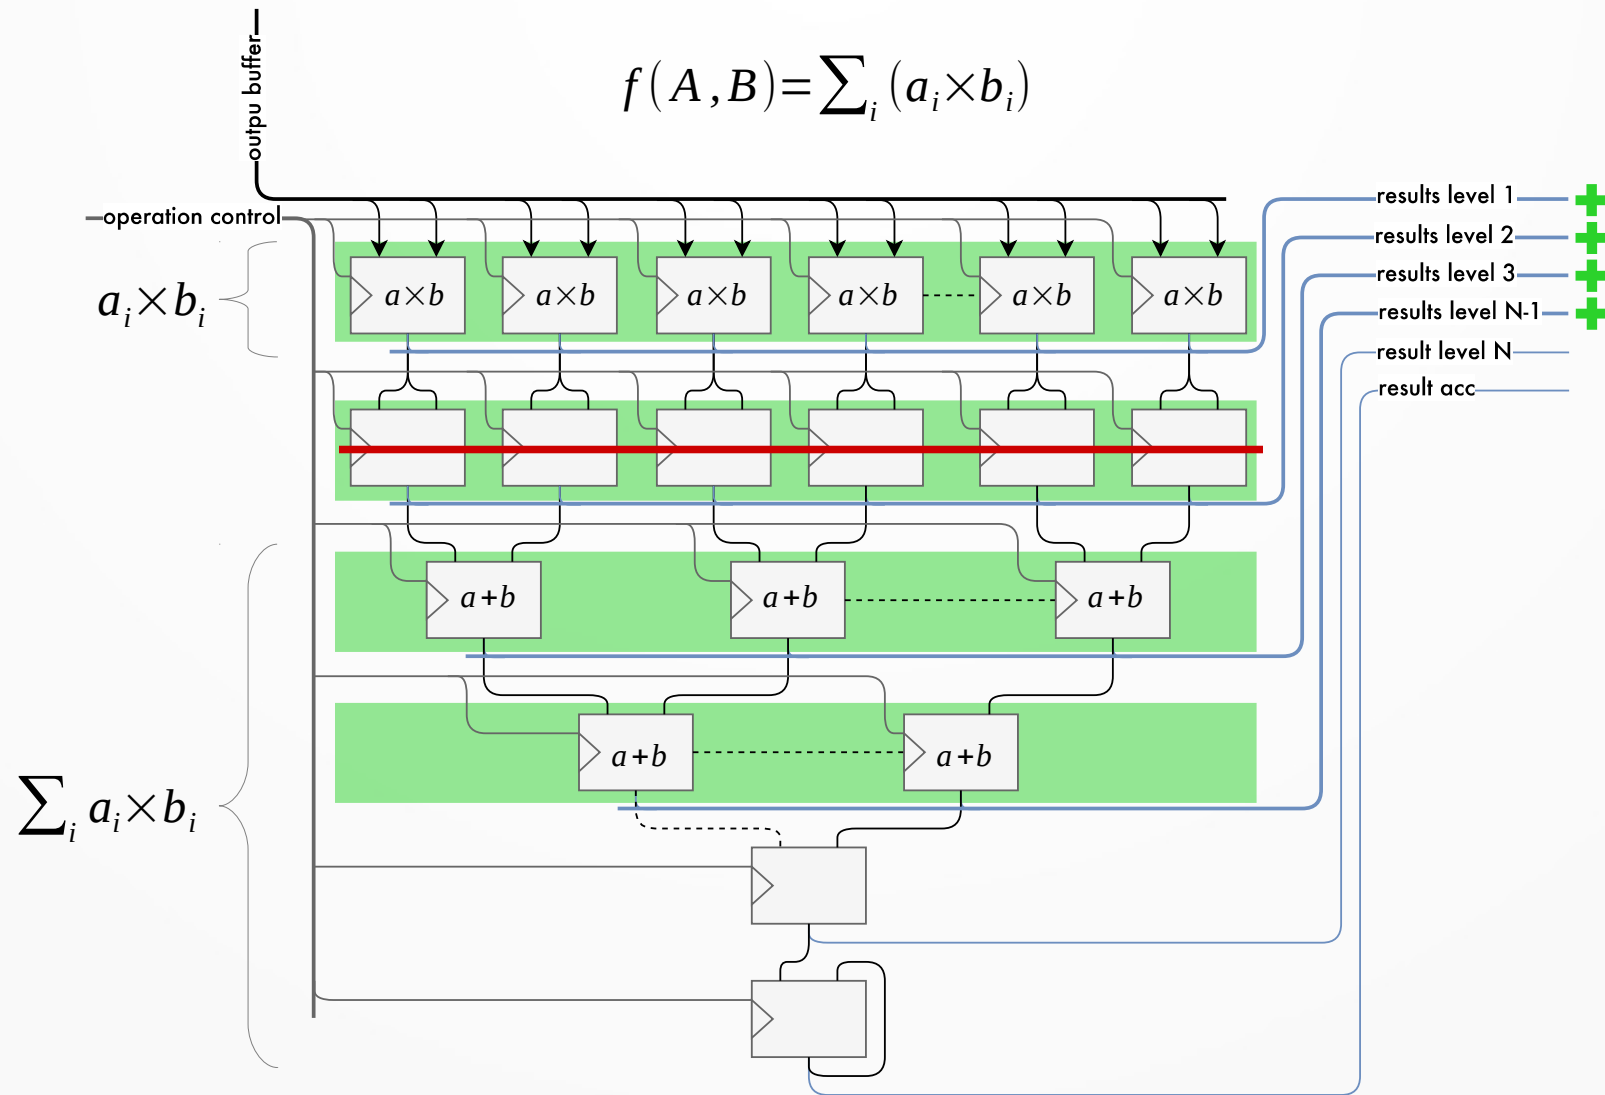 outpu buffer
f(A,B)=∑i(ai×bi)
results level 1
operation control
results level 2
results level 3
ai×bi
a×b a×b a×b a×b a×b a×b
results level N-1
result level N
result acc
a+b a+b a+b
a+b a+b
∑i ai×bi